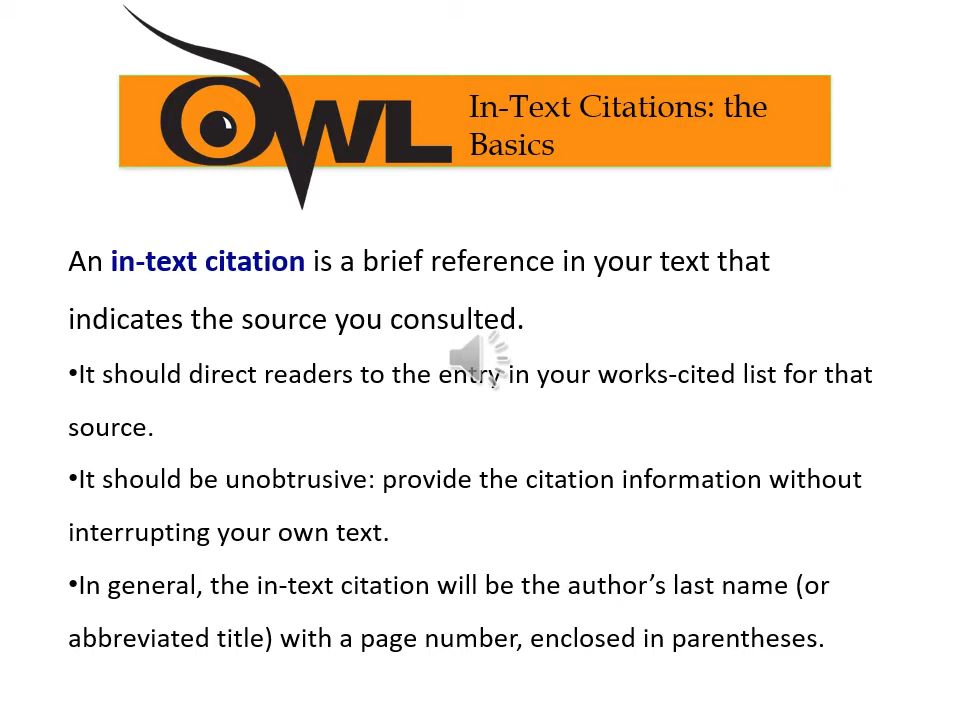 OWL
In-Text Citations: the
Basics
An in-text citation is a brief reference in your text that
indicates the source you consulted.
•It should direct readers to the entry in your works-cited list for that
source.
•It should be unobtrusive: provide the citation information without
interrupting your own text.
•In general, the in-text citation will be the author’s last name (or
abbreviated title) with a page number, enclosed in parentheses.